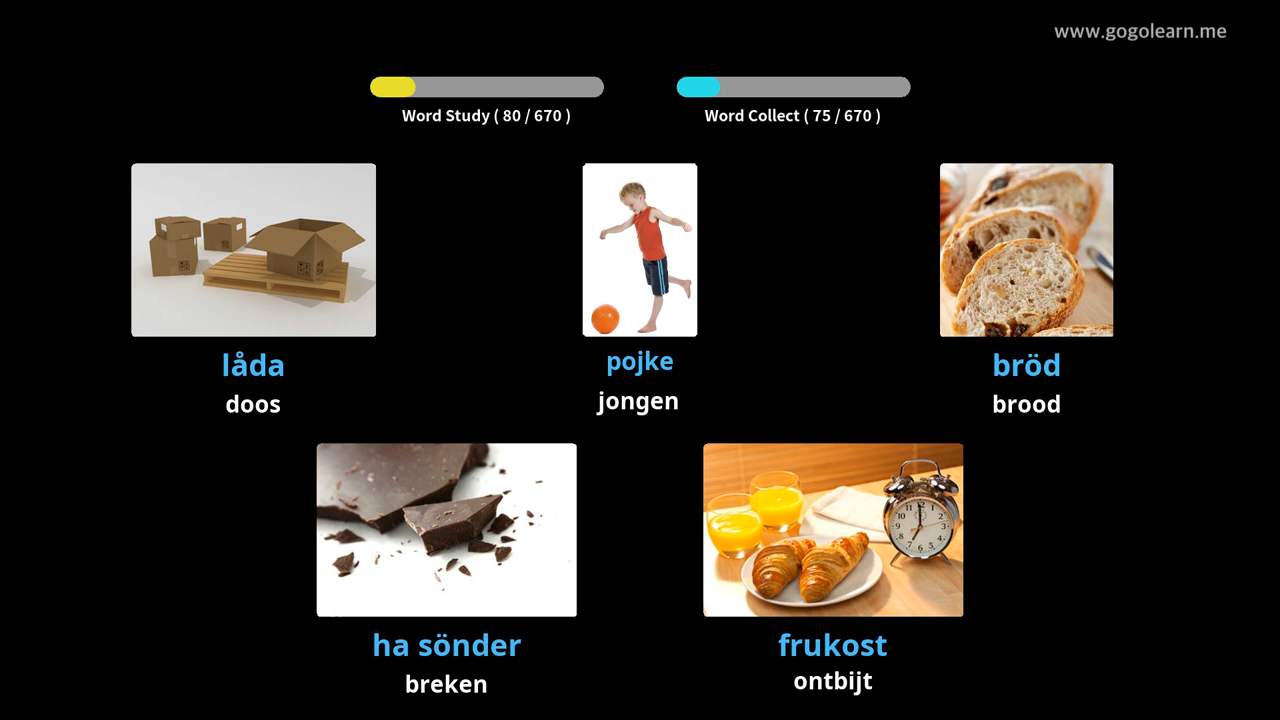 www.gogolearn.me
Word Study ( 80 / 670 )
Word Collect ( 75 / 670 )
låda
doos
pojke
jongen
bröd
brood
ha sönder
breken
frukost
ontbijt